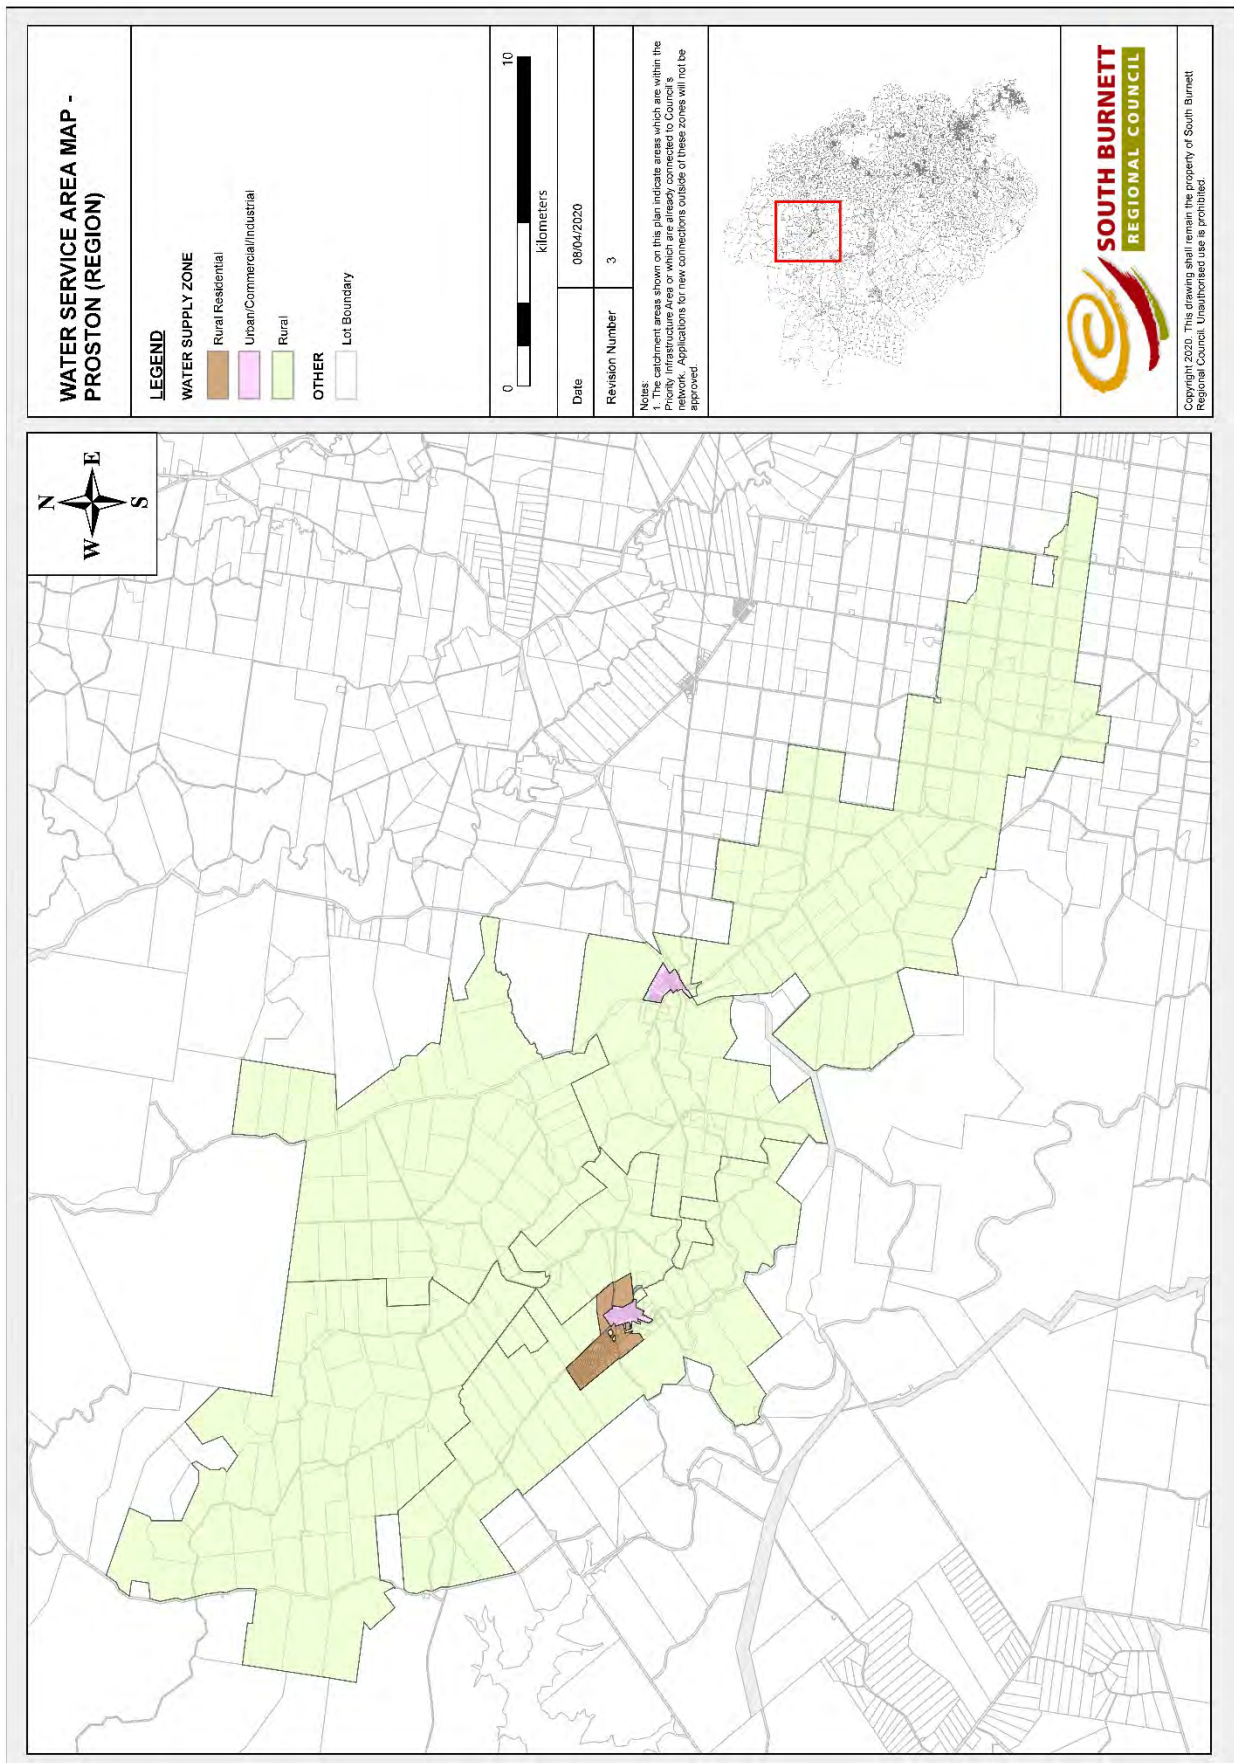 WATER SERVICE AREA MAP -
PROSTON (REGION)
LEGEND
WATER SUPPLY ZONE
Rural Residential
Urban/Commercial/Industrial
Rural
OTHER
Lot Boundary
0
10
kilometers
Date
08/04/2020
Revision Number
3
Notes:
1. The catchment areas shown on this plan indicate areas which are within the
Priority Infrastructure Area or which are already connected to Council's
network. Applications for new connections outside of these zones will not be
approved.
SOUTH BURNETT
REGIONAL COUNCIL
Copyright 2020. This drawing shall remain the property of South Burnett
Regional Council. Unauthorised use is prohibited.
N
W
E
S